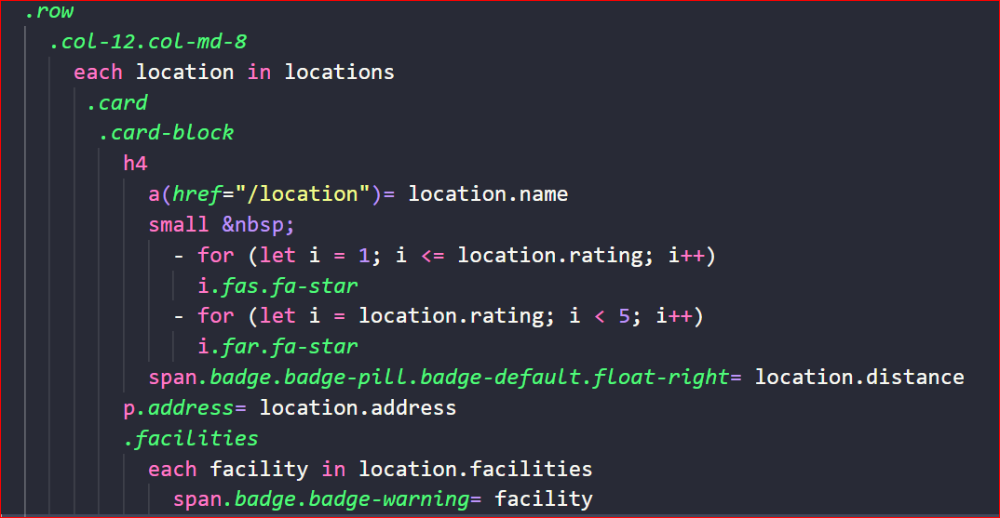 .row
.col-12.col-md-8
each location in locations
.card
.card-block
h4
a(href="/location")= location.name
small &nbsp;
- for (let i = 1; i <= location.rating; i++)
i.fas.fa-star
- for (let i = location.rating; i < 5; i++)
i.far.fa-star
span.badge.badge-pill.badge-default.float-right= location.distance
p.address= location.address
.facilities
each facility in location.facilities
span.badge.badge-warning= facility